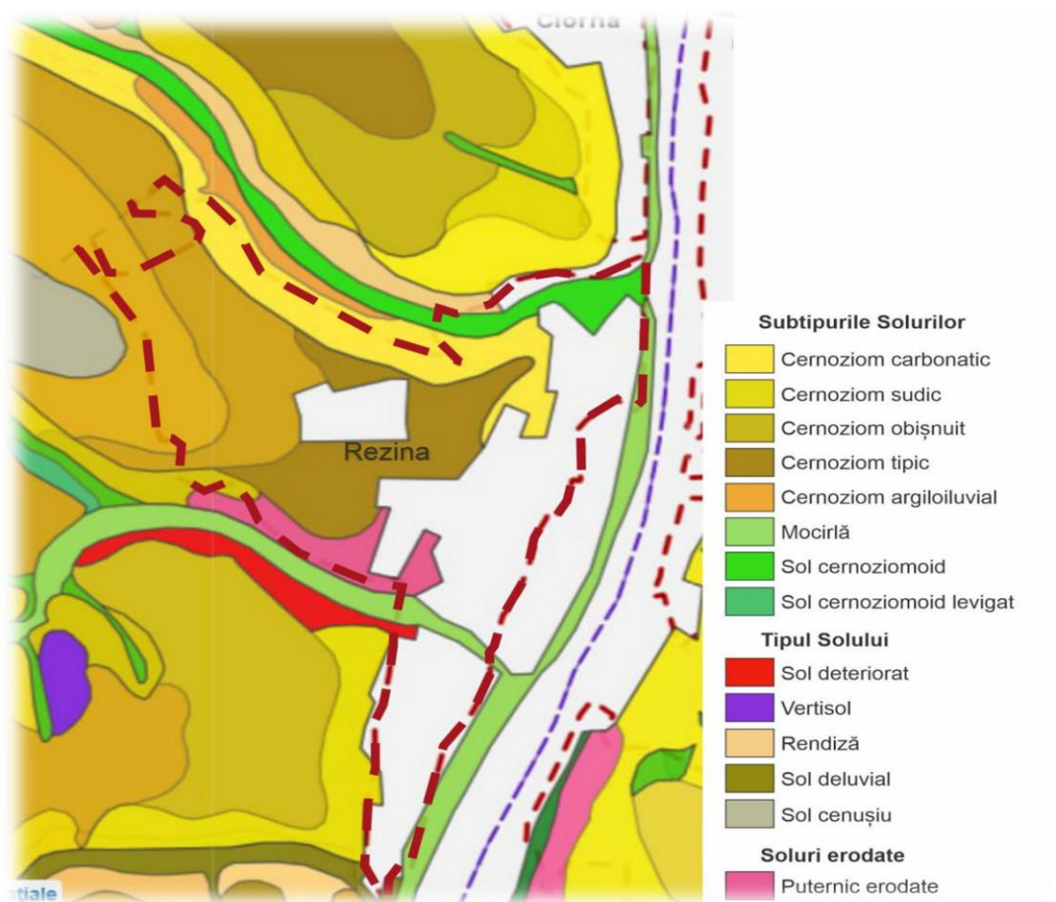 Ciorna
Rezina
țiale
Subtipurile Solurilor
Cernoziom carbonatic
Cernoziom sudic
Cernoziom obișnuit
Cernoziom tipic
Cernoziom argiloiluvial
Mocirlă
Sol cernoziomoid
Sol cernoziomoid levigat
Tipul Solului
Sol deteriorat
Vertisol
Rendiză
Sol deluvial
Sol cenușiu
Soluri erodate
Puternic erodate